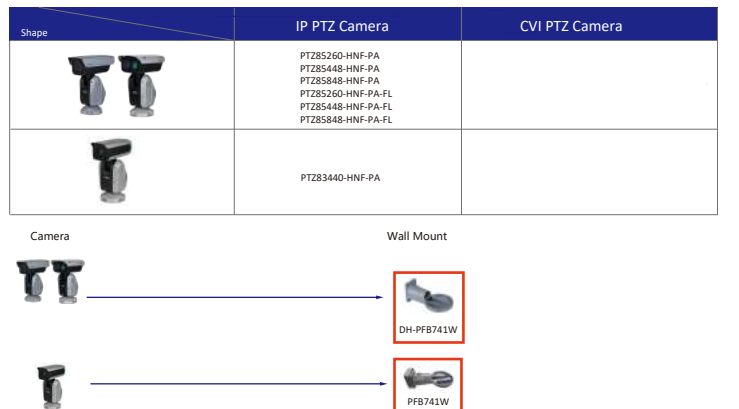 Shape
IP PTZ Camera
CVI PTZ Camera
PTZ85260-HNF-PA
PTZ85448-HNF-PA
PTZ85848-HNF-PA
PTZ85260-HNF-PA-FL
PTZ85448-HNF-PA-FL
PTZ85848-HNF-PA-FL
PTZ83440-HNF-PA
Camera
Wall Mount
DH-PFB741W
PFB741W